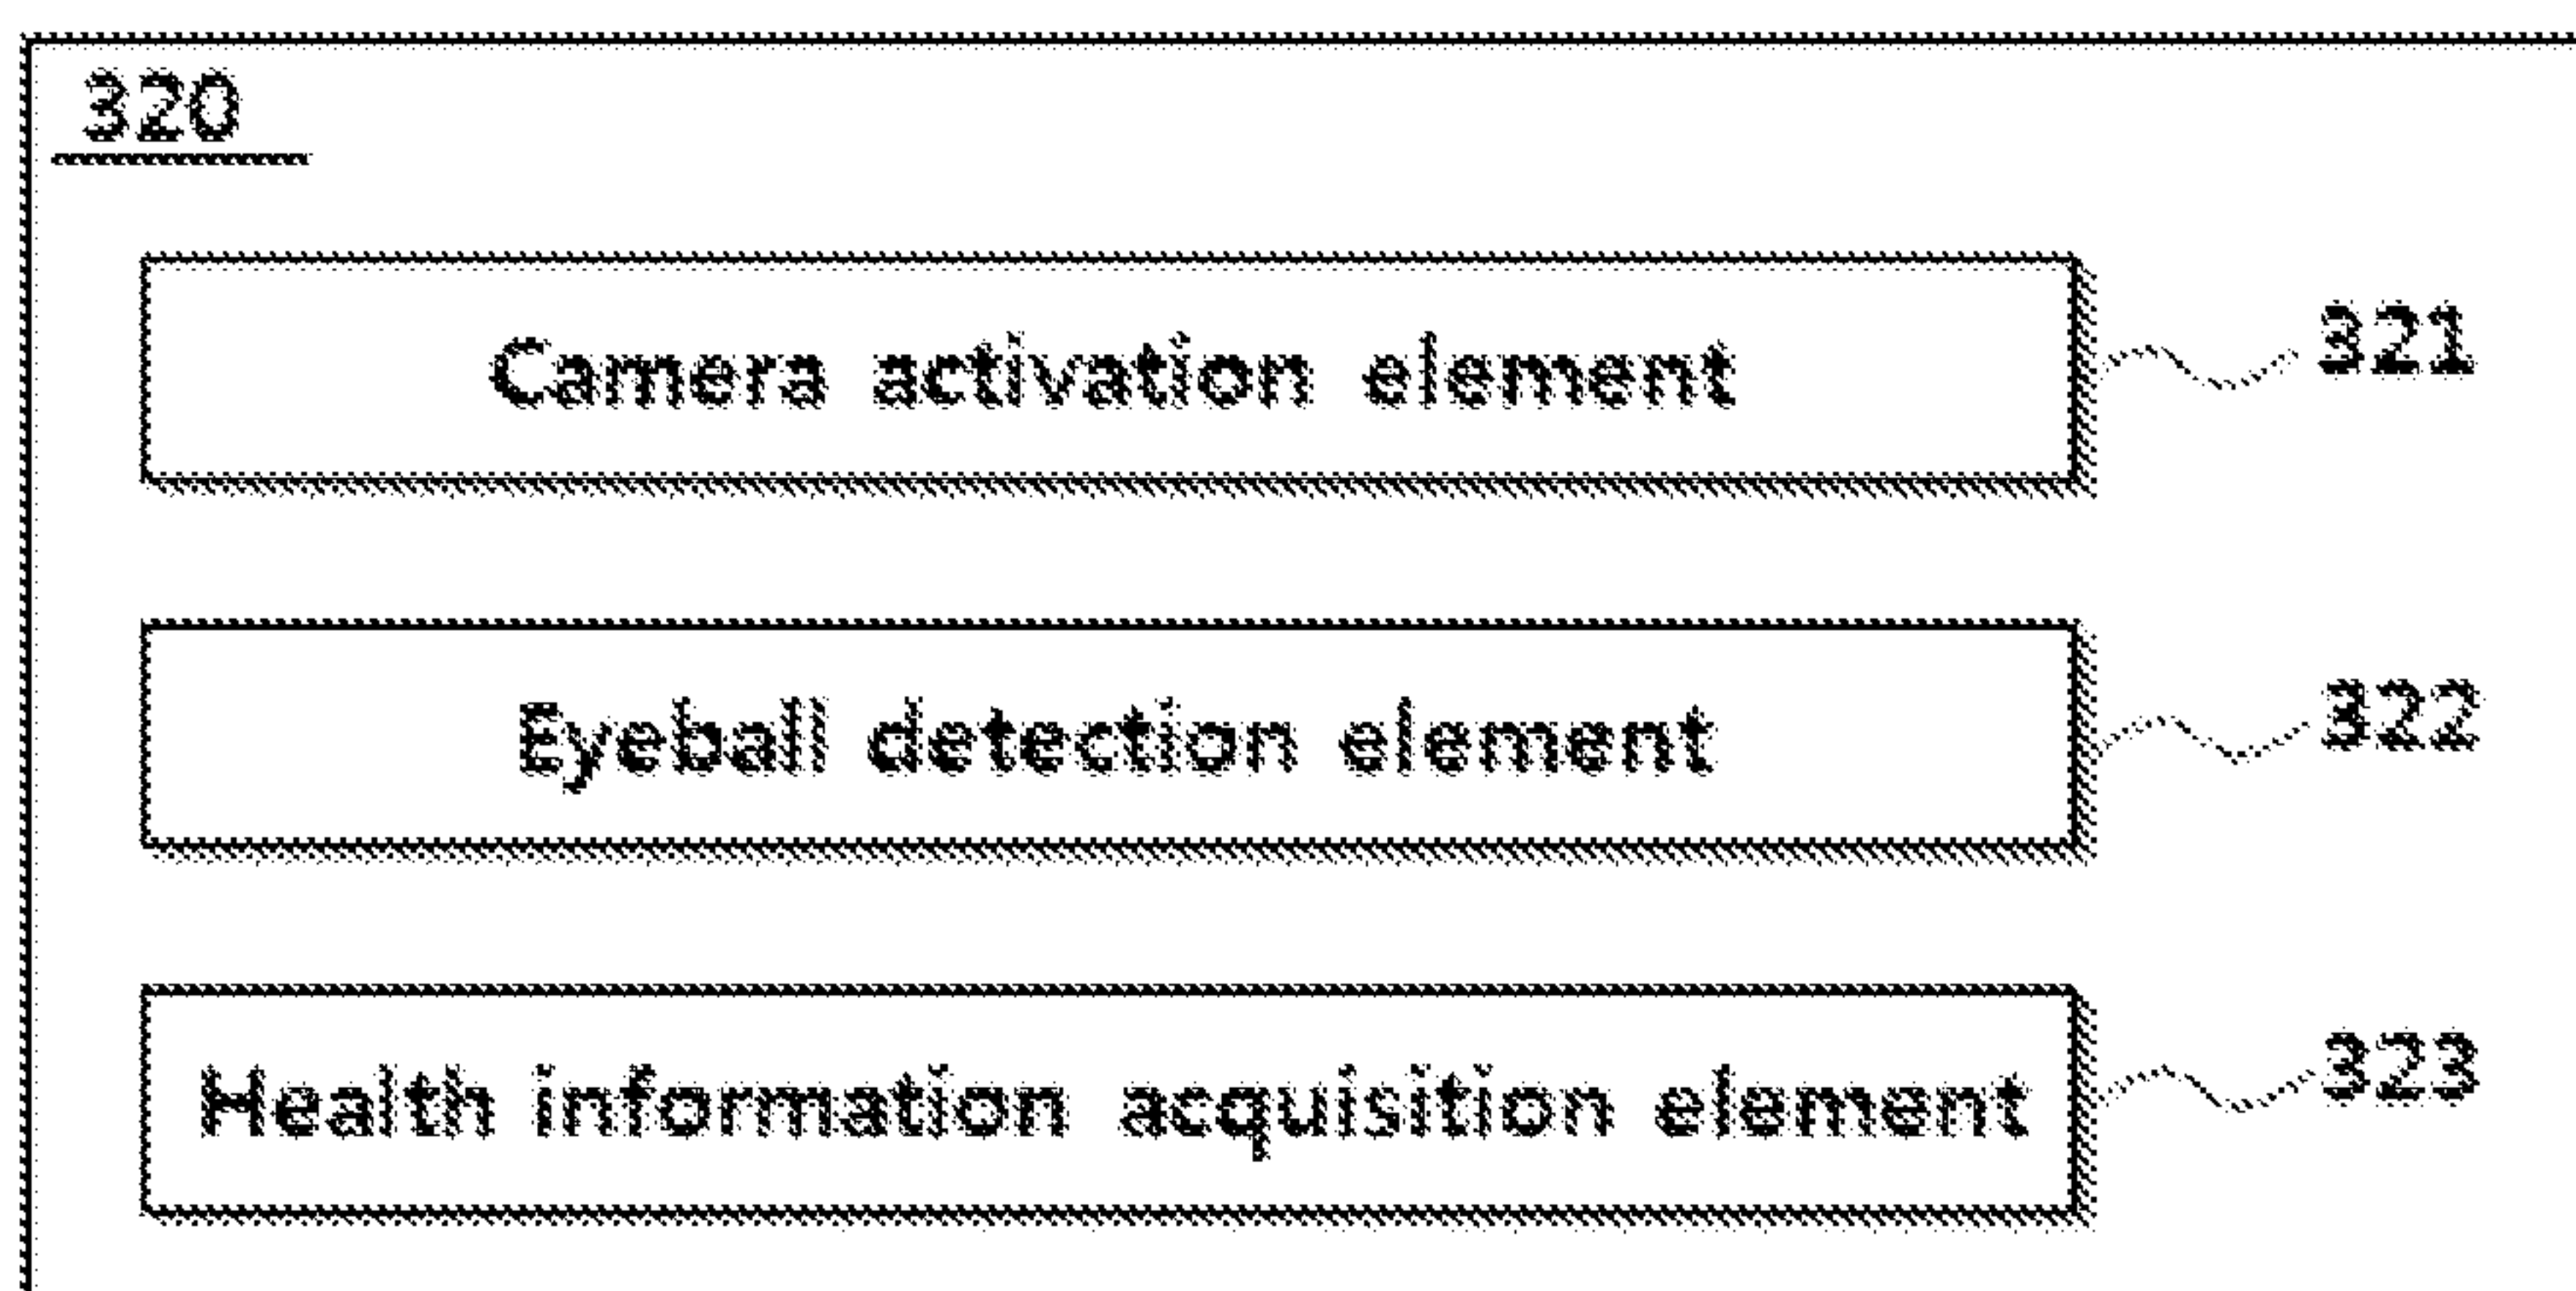 320
Camera activation element 321
Eyeball detection element 322
Health information acquisition element 323